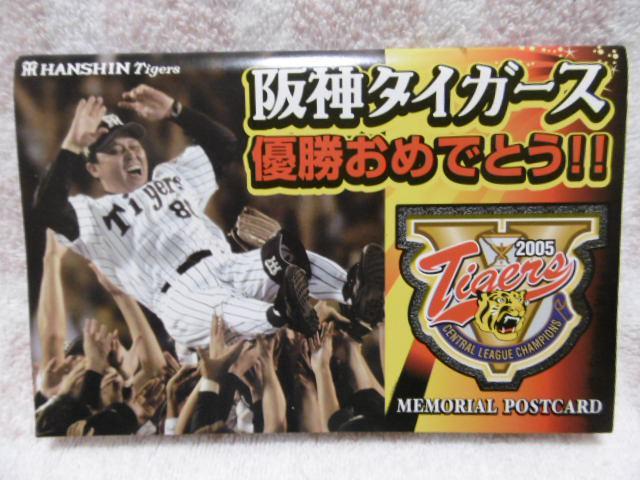 HANSHIN Tigers
阪神タイガース
優勝おめでとう!!
Tigers
2005
Tigers
CENTRAL LEAGUE CHAMPIONS
MEMORIAL POSTCARD